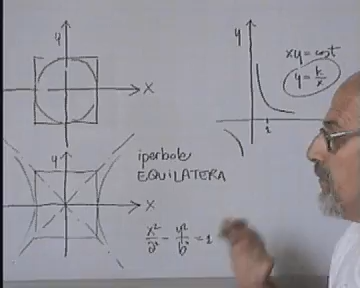 y
x
y
xy = cost
y = k/x
1
y
x
iperbole
EQUILATERA
x²/a² - y²/b² = 1